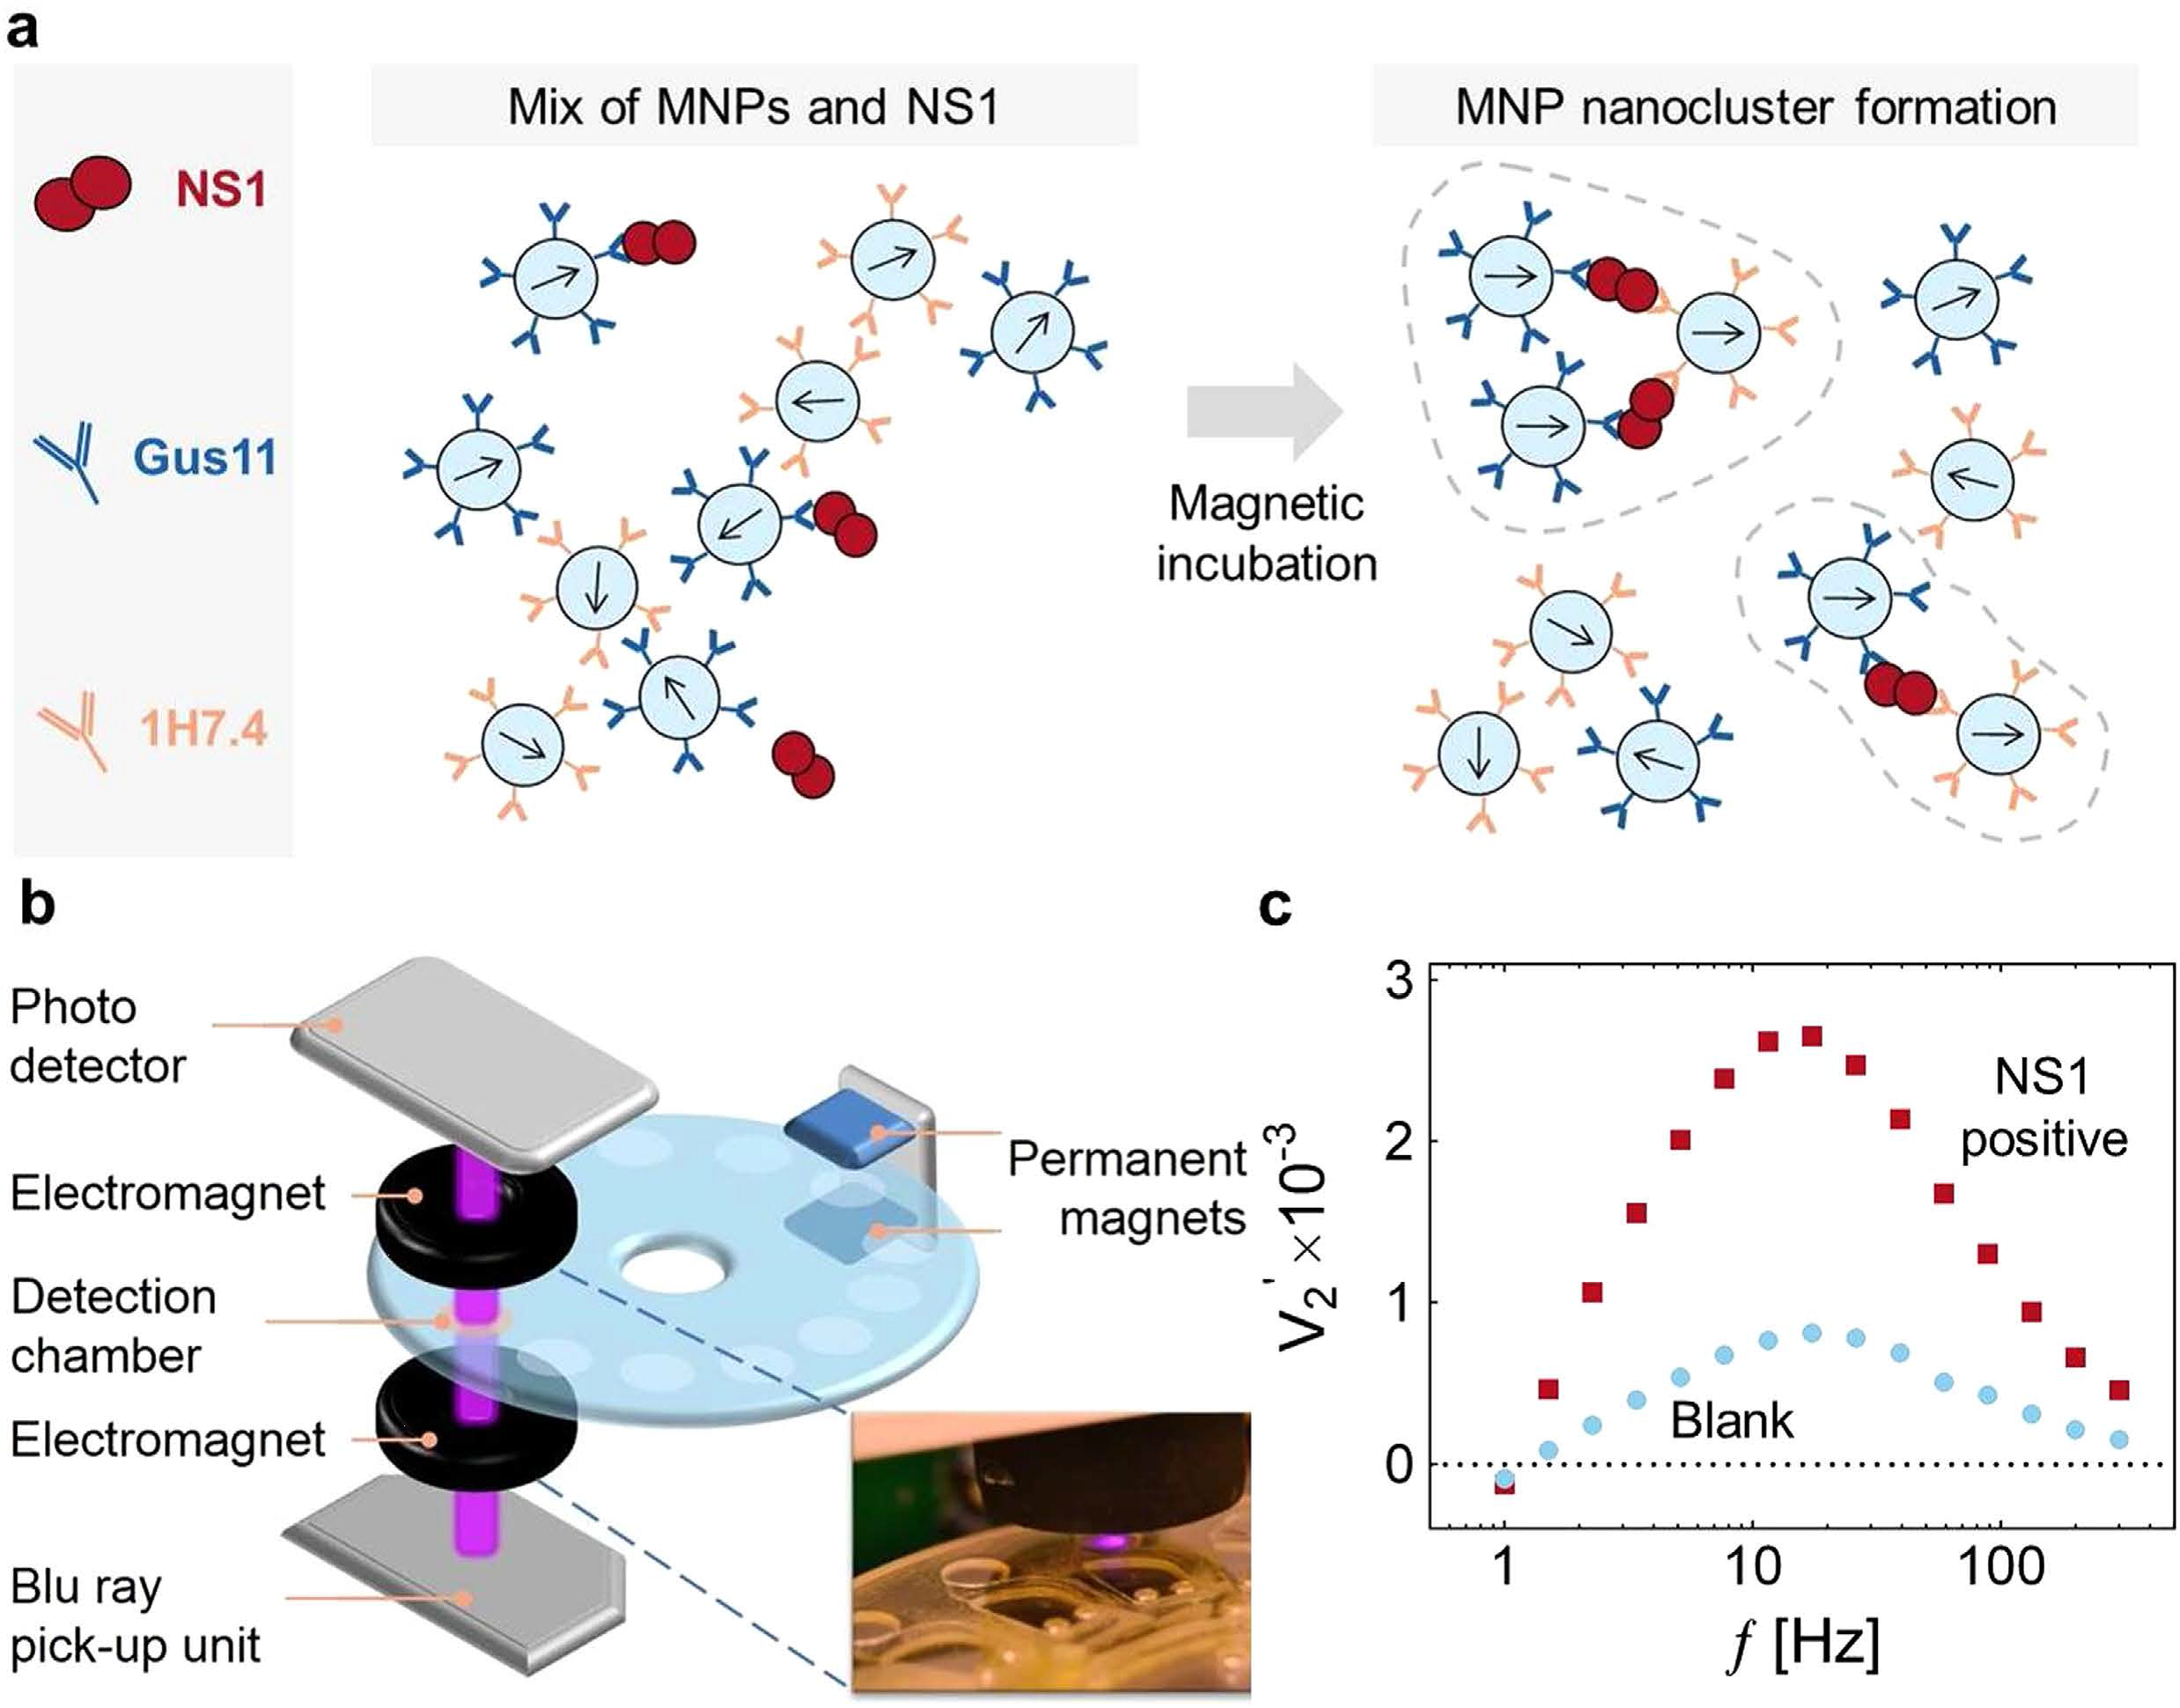 a
Mix of MNPs and NS1
MNP nanocluster formation
NS1
Gus11
1H7.4
Magnetic
incubation
b
Photo
detector
Electromagnet
Detection
chamber
Electromagnet
Blu ray
pick-up unit
Permanent
magnets
c
V₂' ×10⁻³
3
2
1
0
NS1
positive
Blank
1
10
100
f [Hz]